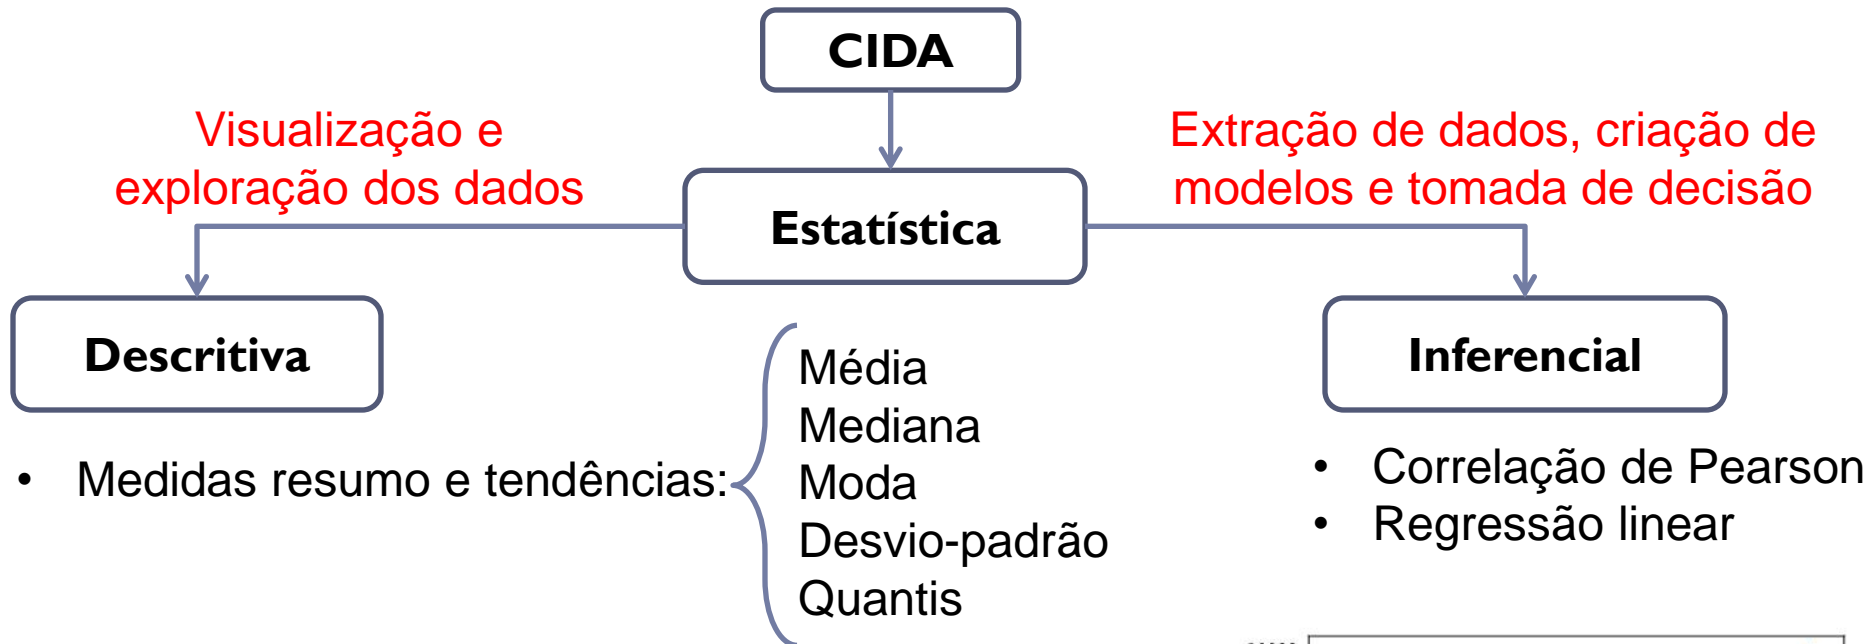 CIDA
Visualização e
exploração dos dados
Extração de dados, criação de
modelos e tomada de decisão
Estatística
Descritiva
Inferencial
• Medidas resumo e tendências:
Média
Mediana
Moda
Desvio-padrão
Quantis
• Correlação de Pearson
• Regressão linear